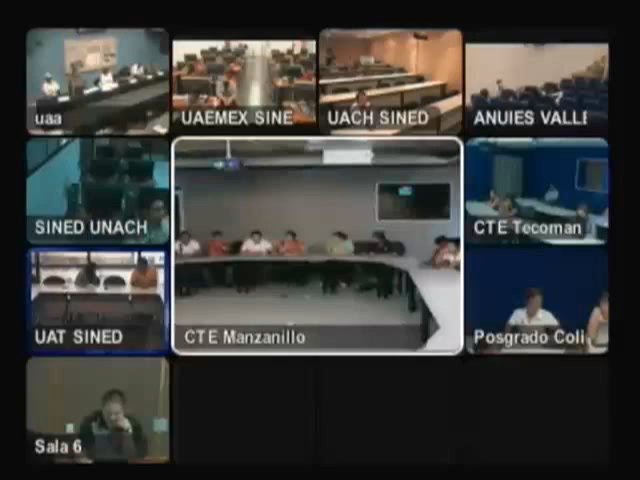 uaa
UAEMEX SINE
UACH SINED
ANUIES VALLE
SINED UNACH
CTE Tecoman
UAT SINED
CTE Manzanillo
Posgrado Coli
Sala 6